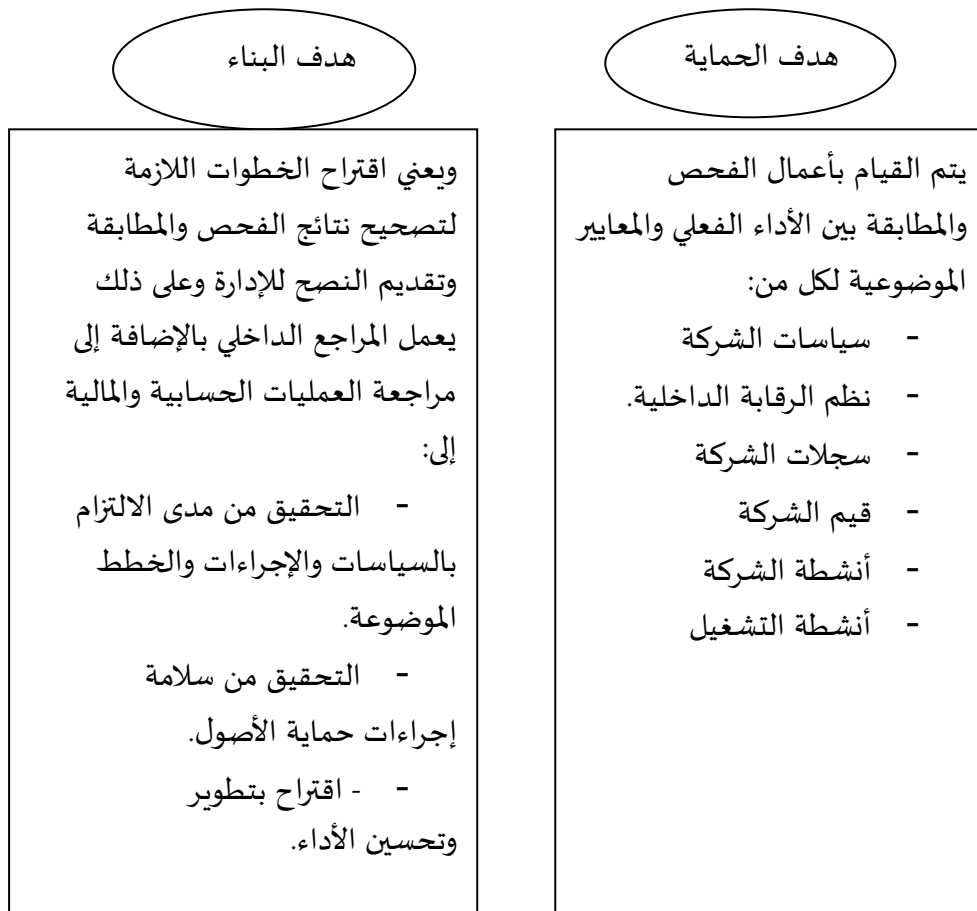 هدف الحماية
يتم القيام بأعمال الفحص
والمطابقة بين الأداء الفعلي والمعايير
الموضوعية لكل من:
- سياسات الشركة
- نظم الرقابة الداخلية.
- سجلات الشركة
- قيم الشركة
- أنشطة الشركة
- أنشطة التشغيل
هدف البناء
ويعني اقتراح الخطوات اللازمة
لتصحيح نتائج الفحص والمطابقة
وتقديم النصح للإدارة وعلى ذلك
يعمل المراجع الداخلي بالإضافة إلى
مراجعة العمليات الحسابية والمالية
إلى:
- التحقيق من مدى الالتزام
بالسياسات والإجراءات والخطط
الموضوعة.
- التحقيق من سلامة
إجراءات حماية الأصول.
- - اقتراح بتطوير
وتحسين الأداء.